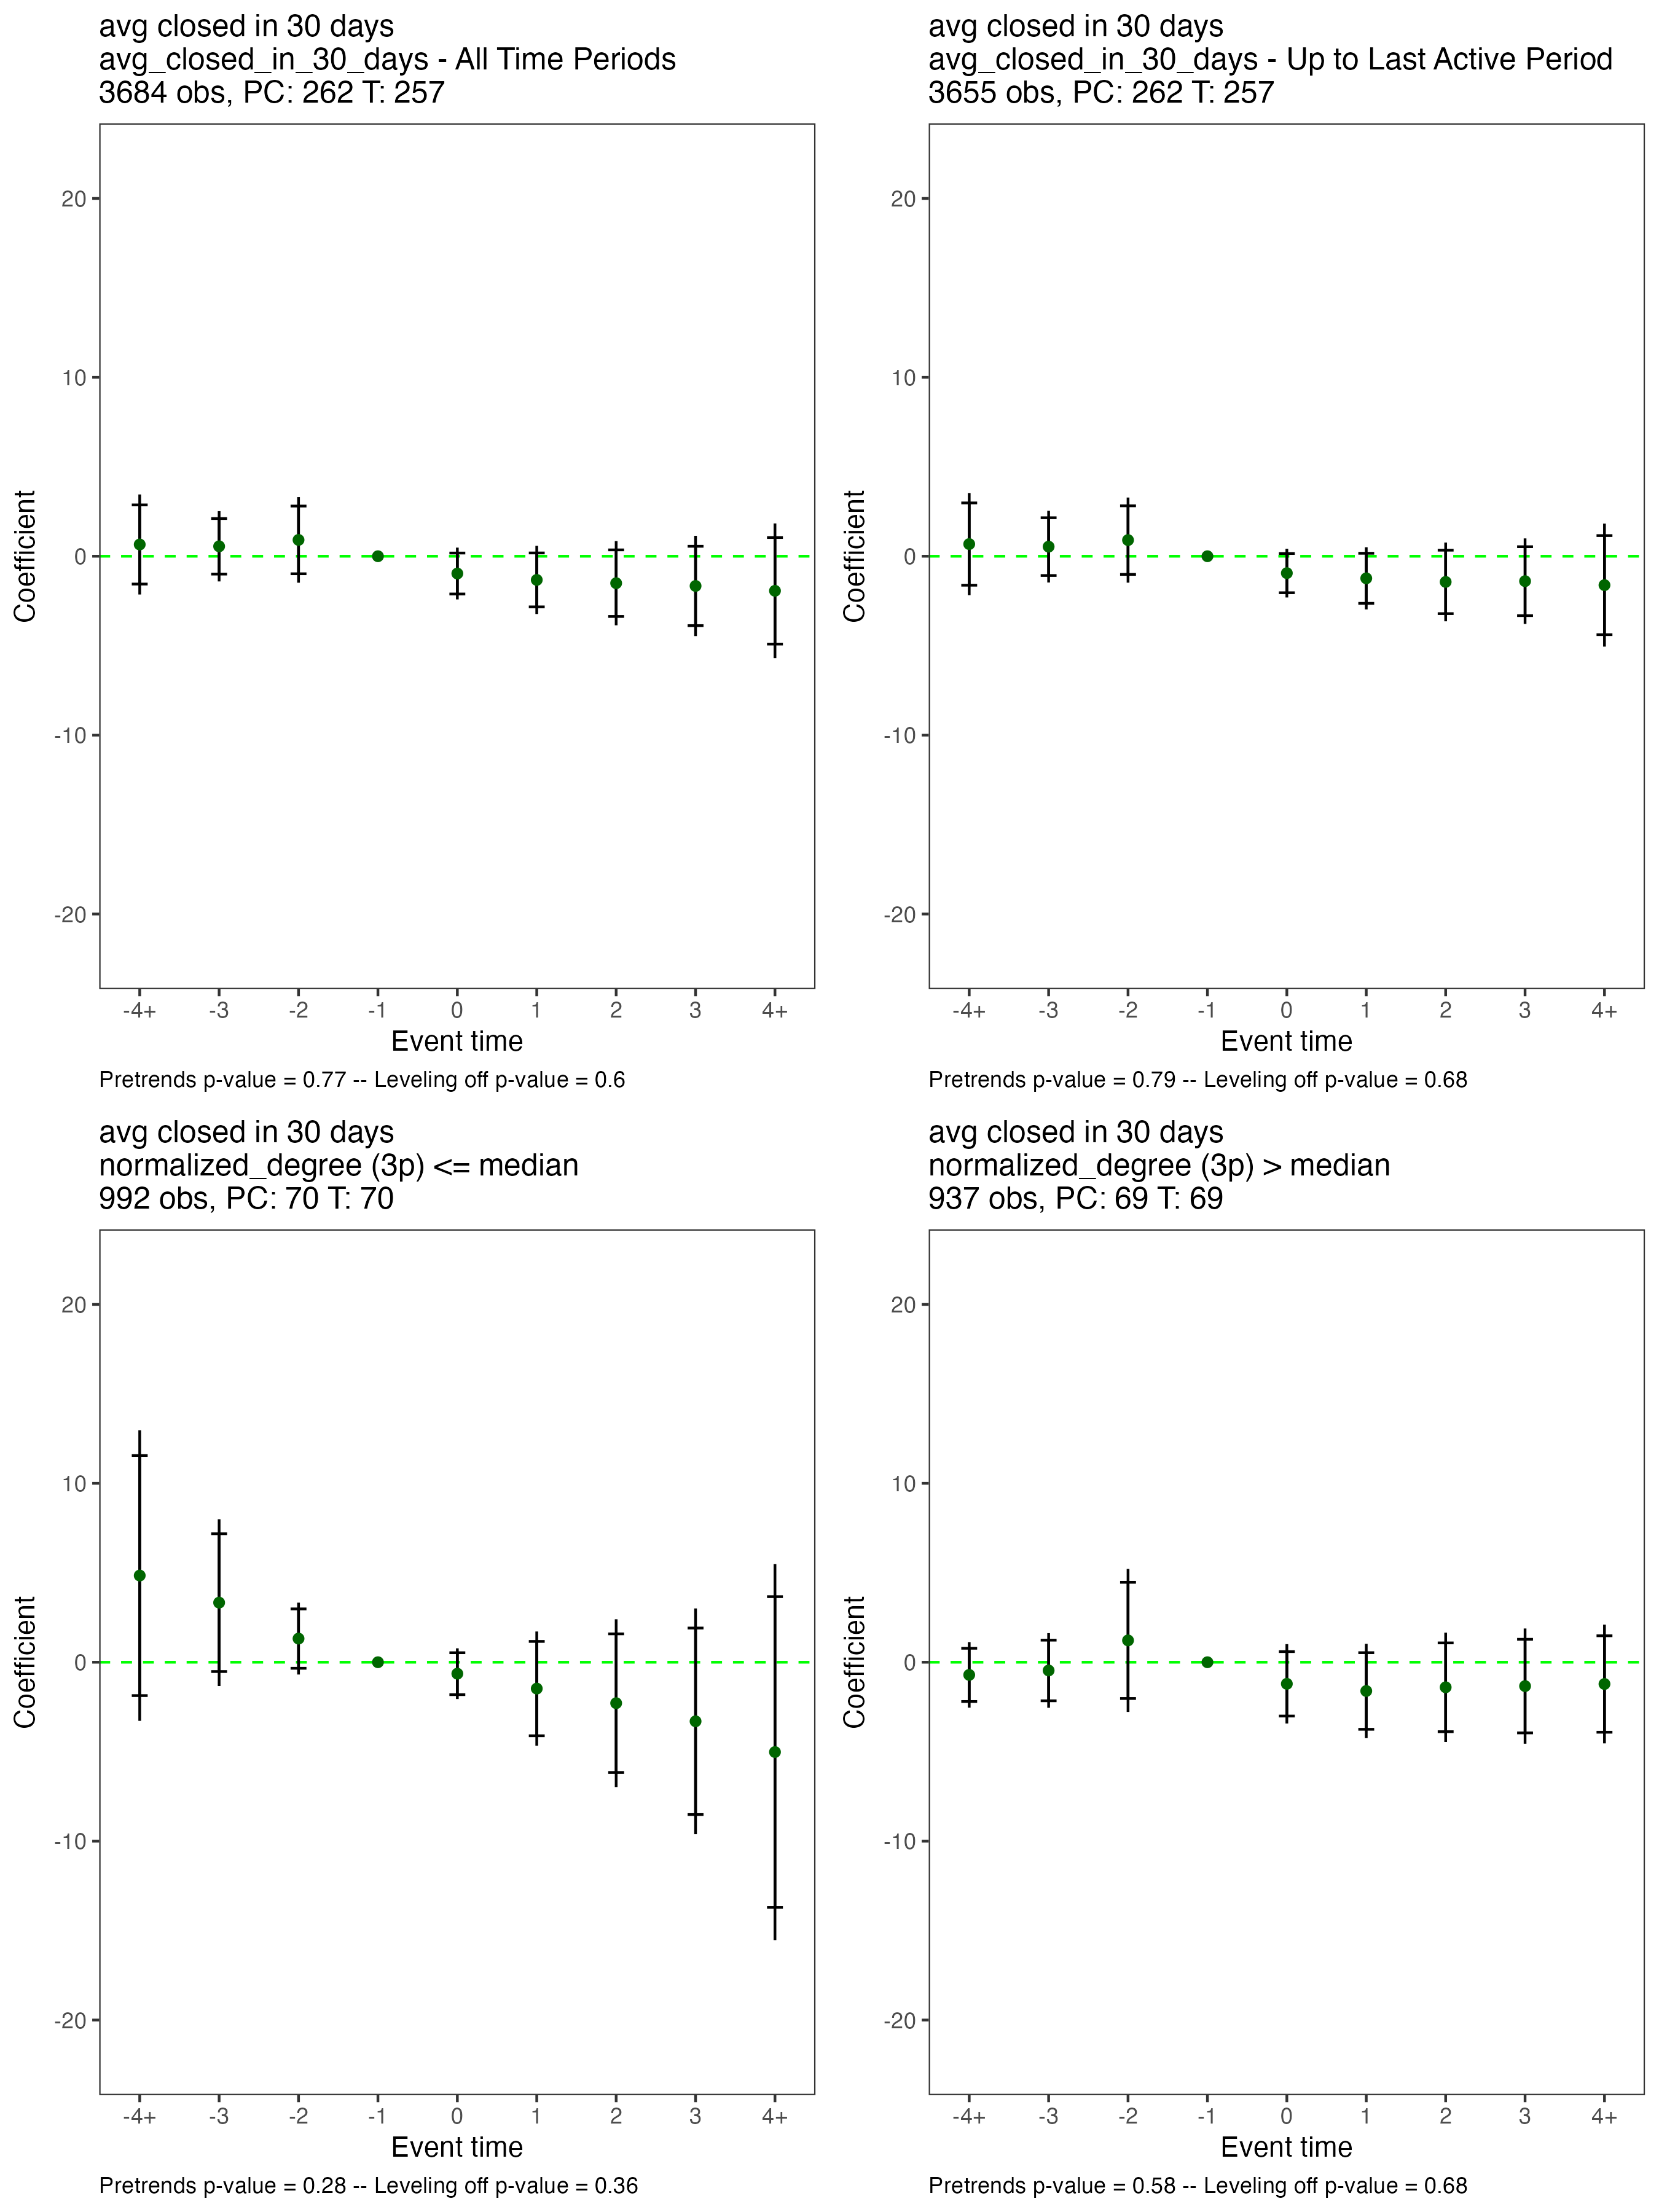 avg closed in 30 days
avg_closed_in_30_days - All Time Periods
3684 obs, PC: 262 T: 257
20
10
0
-10
-20
Coefficient
-4+ -3 -2 -1 0 1 2 3 4+
Event time
Pretrends p-value = 0.77 -- Leveling off p-value = 0.6
avg closed in 30 days
avg_closed_in_30_days - Up to Last Active Period
3655 obs, PC: 262 T: 257
20
10
0
-10
-20
Coefficient
-4+ -3 -2 -1 0 1 2 3 4+
Event time
Pretrends p-value = 0.79 -- Leveling off p-value = 0.68
avg closed in 30 days
normalized_degree (3p) <= median
992 obs, PC: 70 T: 70
20
10
0
-10
-20
Coefficient
-4+ -3 -2 -1 0 1 2 3 4+
Event time
Pretrends p-value = 0.28 -- Leveling off p-value = 0.36
avg closed in 30 days
normalized_degree (3p) > median
937 obs, PC: 69 T: 69
20
10
0
-10
-20
Coefficient
-4+ -3 -2 -1 0 1 2 3 4+
Event time
Pretrends p-value = 0.58 -- Leveling off p-value = 0.68